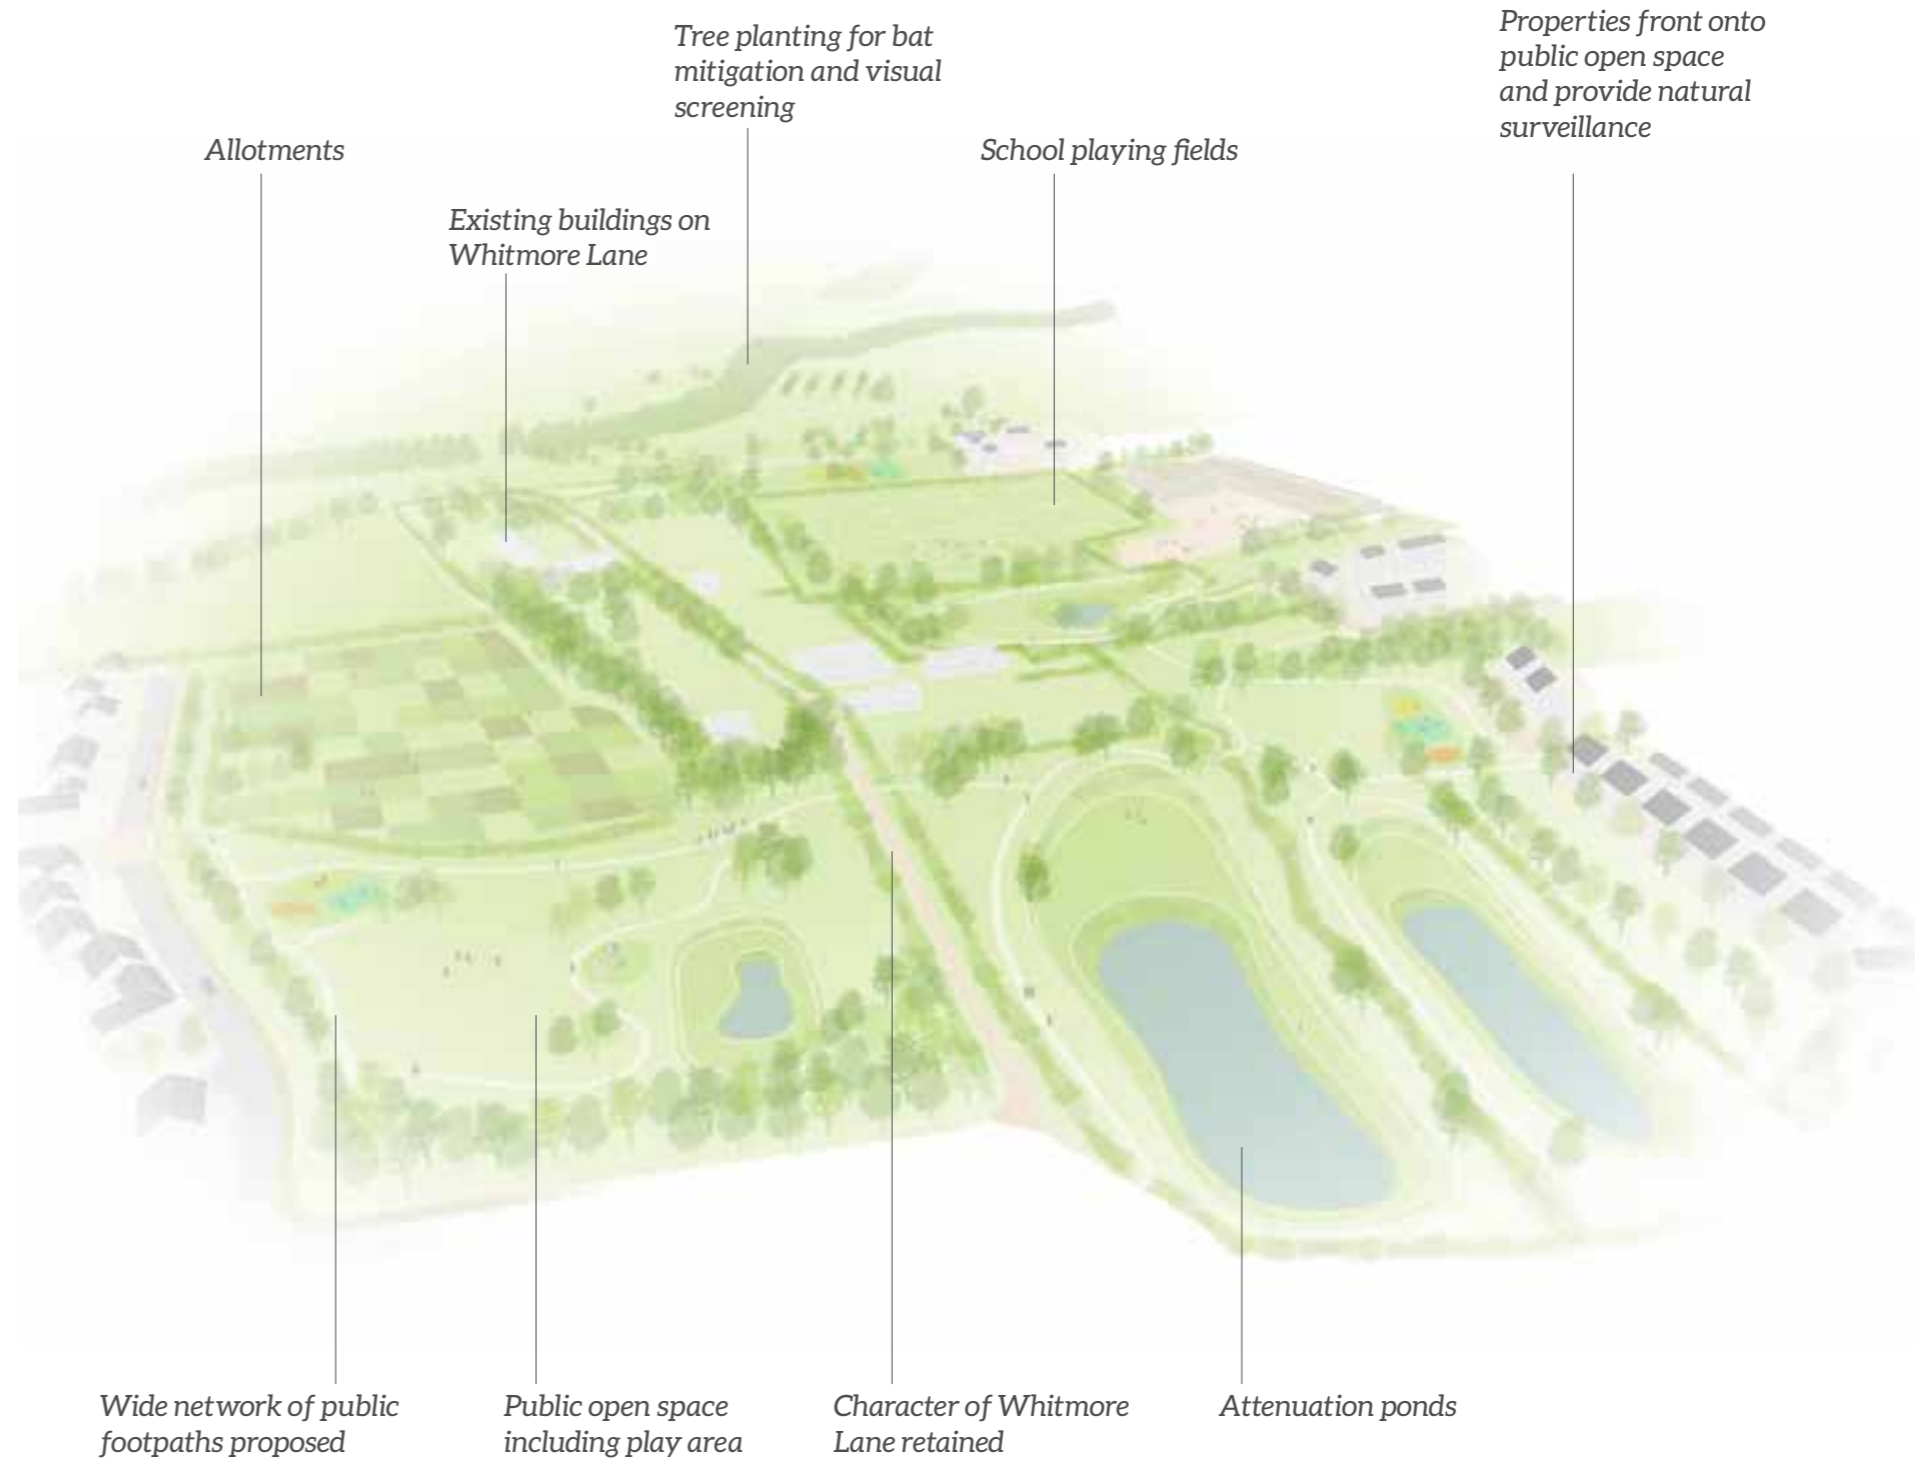 Tree planting for bat
mitigation and visual
screening
Properties front onto
public open space
and provide natural
surveillance
Allotments
School playing fields
Existing buildings on
Whitmore Lane
Wide network of public
footpaths proposed
Public open space
including play area
Character of Whitmore
Lane retained
Attenuation ponds